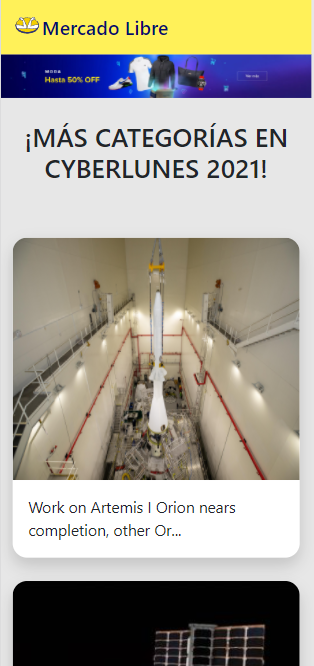 Mercado Libre
MODA
Hasta 50% OFF
Ver más
¡MÁS CATEGORÍAS EN
CYBERLUNES 2021!
Work on Artemis I Orion nears
completion, other Or...